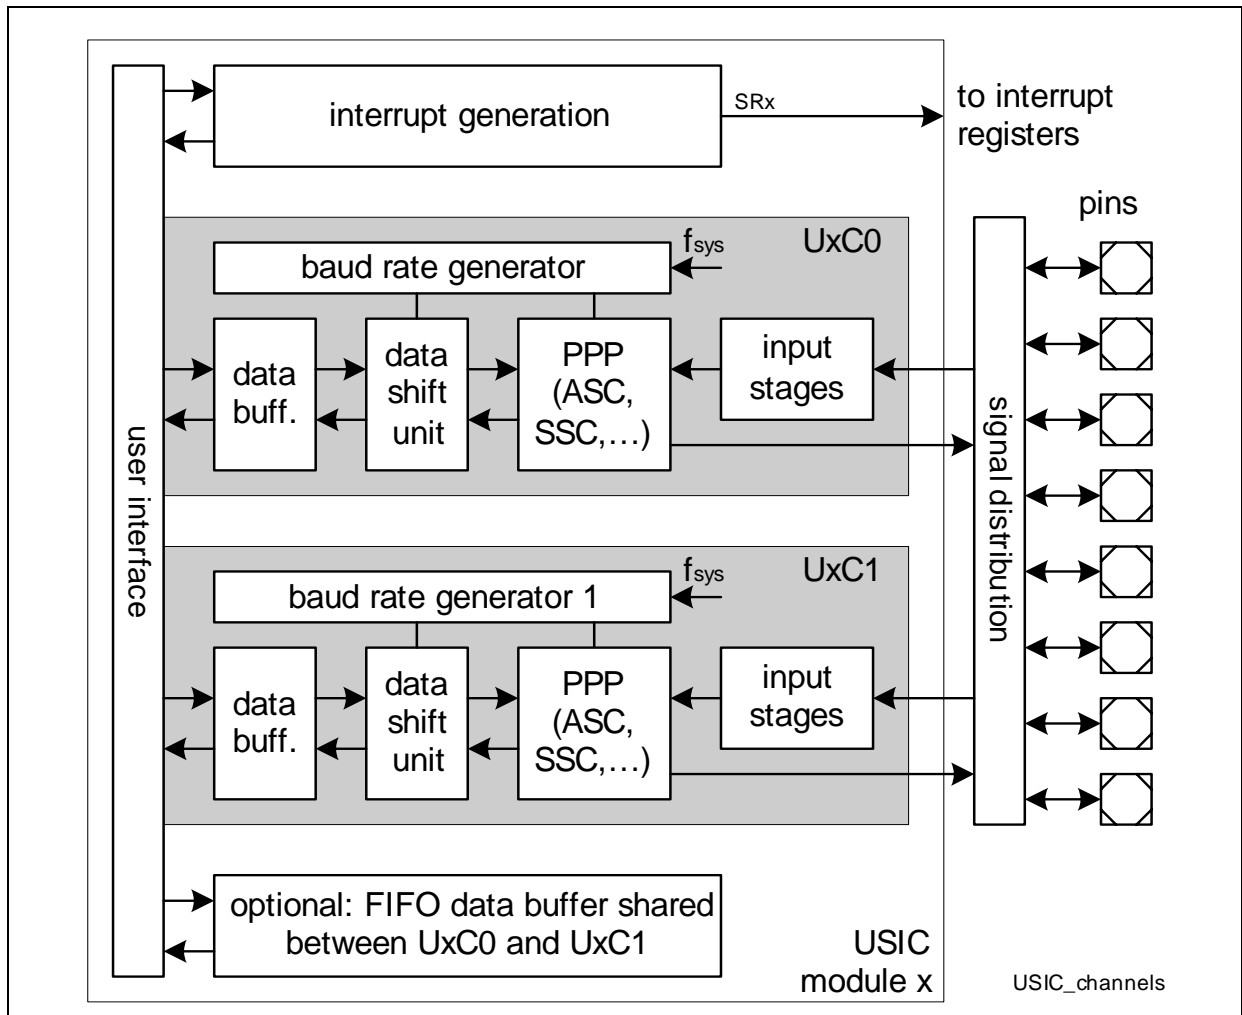 interrupt generation
SRx
to interrupt
registers
pins
fsys
UxC0
baud rate generator
data
buff.
data
shift
unit
PPP
(ASC,
SSC,…)
input
stages
user interface
signal distribution
fsys
UxC1
baud rate generator 1
data
buff.
data
shift
unit
PPP
(ASC,
SSC,…)
input
stages
optional: FIFO data buffer shared
between UxC0 and UxC1
USIC
module x
USIC_channels